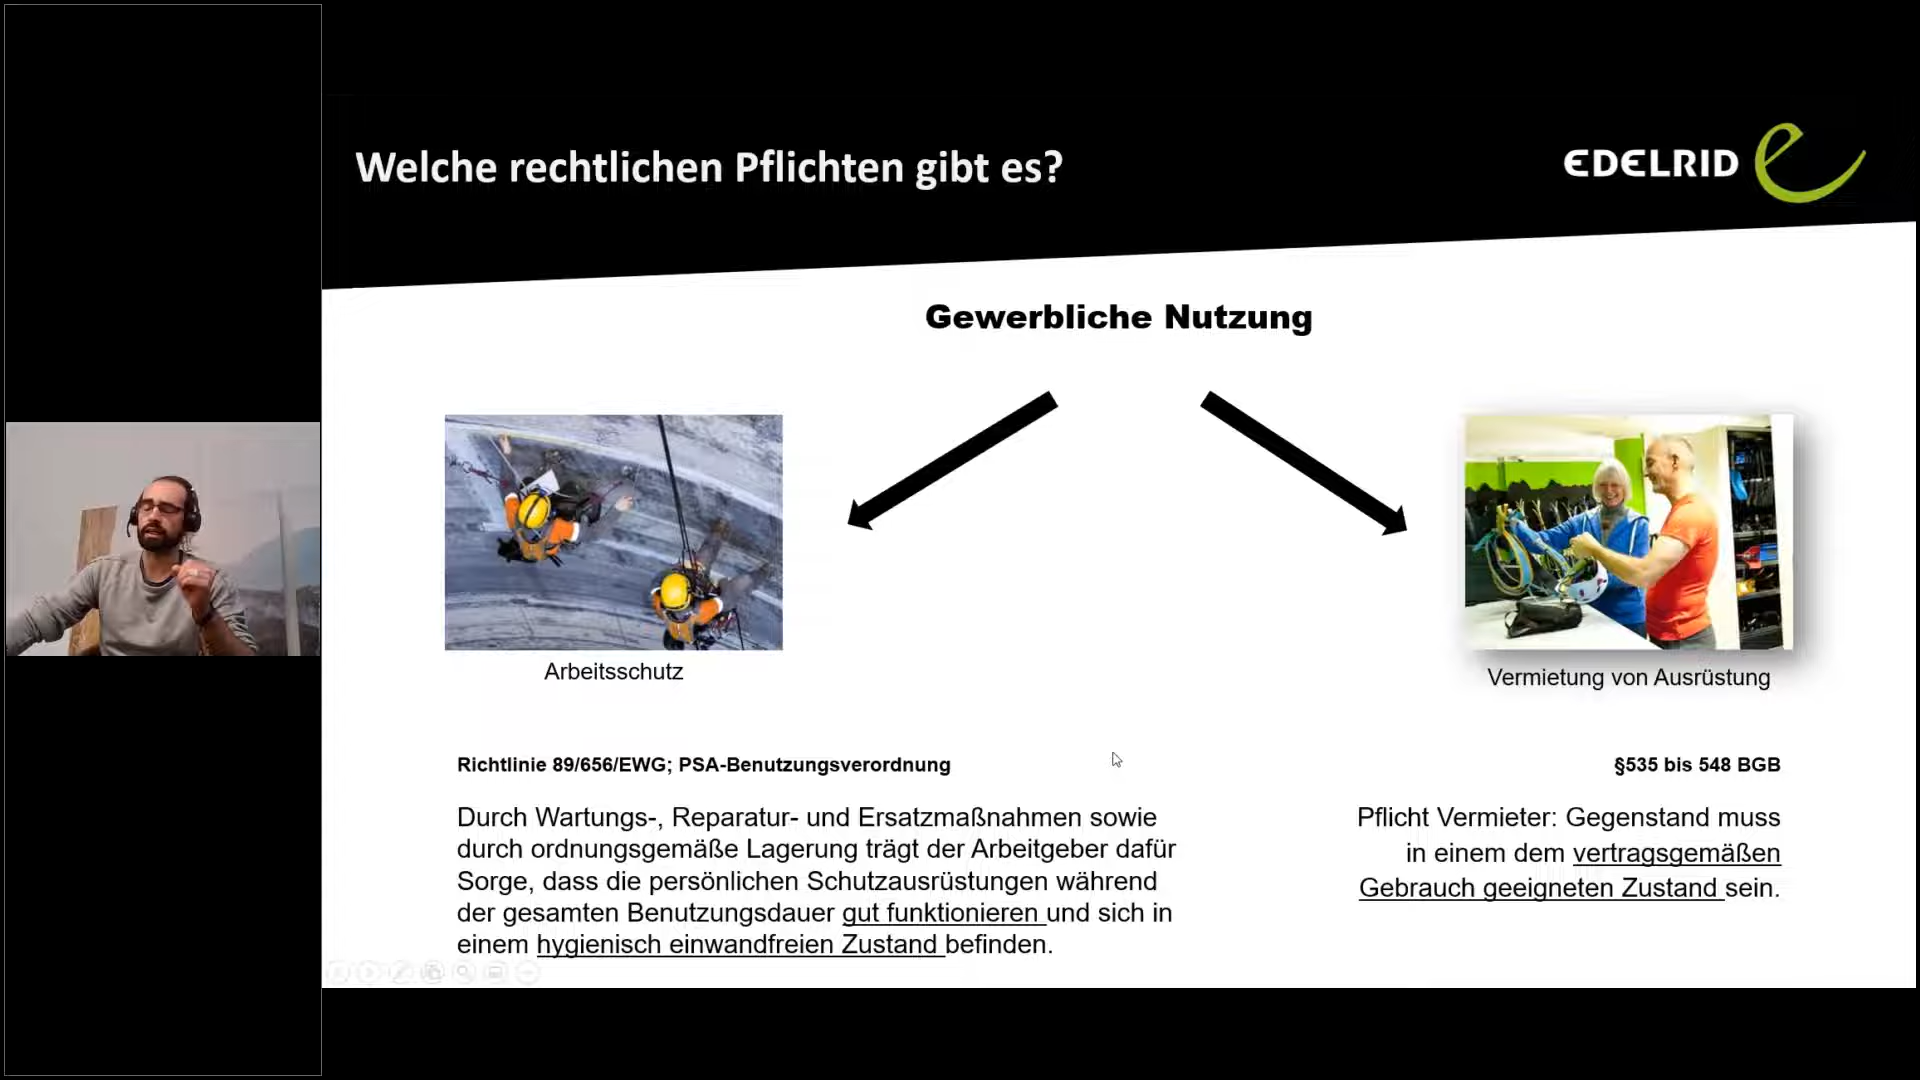 Welche rechtlichen Pflichten gibt es?
EDELRID
Gewerbliche Nutzung
Arbeitsschutz
Vermietung von Ausrüstung
Richtlinie 89/656/EWG; PSA-Benutzungsverordnung
Durch Wartungs-, Reparatur- und Ersatzmaßnahmen sowie
durch ordnungsgemäße Lagerung trägt der Arbeitgeber dafür
Sorge, dass die persönlichen Schutzausrüstungen während
der gesamten Benutzungsdauer gut funktionieren und sich in
einem hygienisch einwandfreien Zustand befinden.
§535 bis 548 BGB
Pflicht Vermieter: Gegenstand muss
in einem dem vertragsgemäßen
Gebrauch geeigneten Zustand sein.